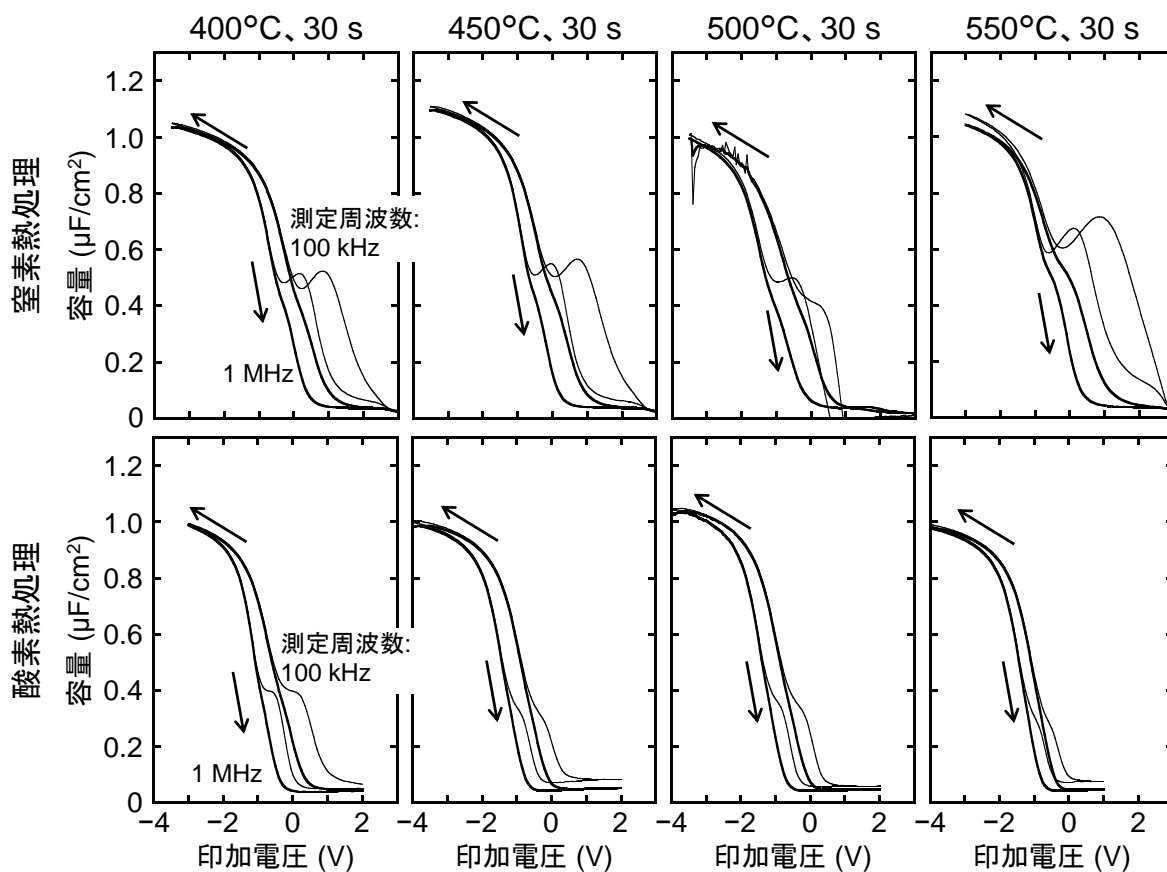 400°C、30 s
450°C、30 s
500°C、30 s
550°C、30 s
窒素熱処理
容量 (μF/cm²)
1.2
1.0
0.8
0.6
0.4
0.2
0
測定周波数:
100 kHz
1 MHz
酸素熱処理
容量 (μF/cm²)
1.2
1.0
0.8
0.6
0.4
0.2
0
測定周波数:
100 kHz
1 MHz
−4 −2 0 2
−4 −2 0 2
−4 −2 0 2
−4 −2 0 2
印加電圧 (V)
印加電圧 (V)
印加電圧 (V)
印加電圧 (V)